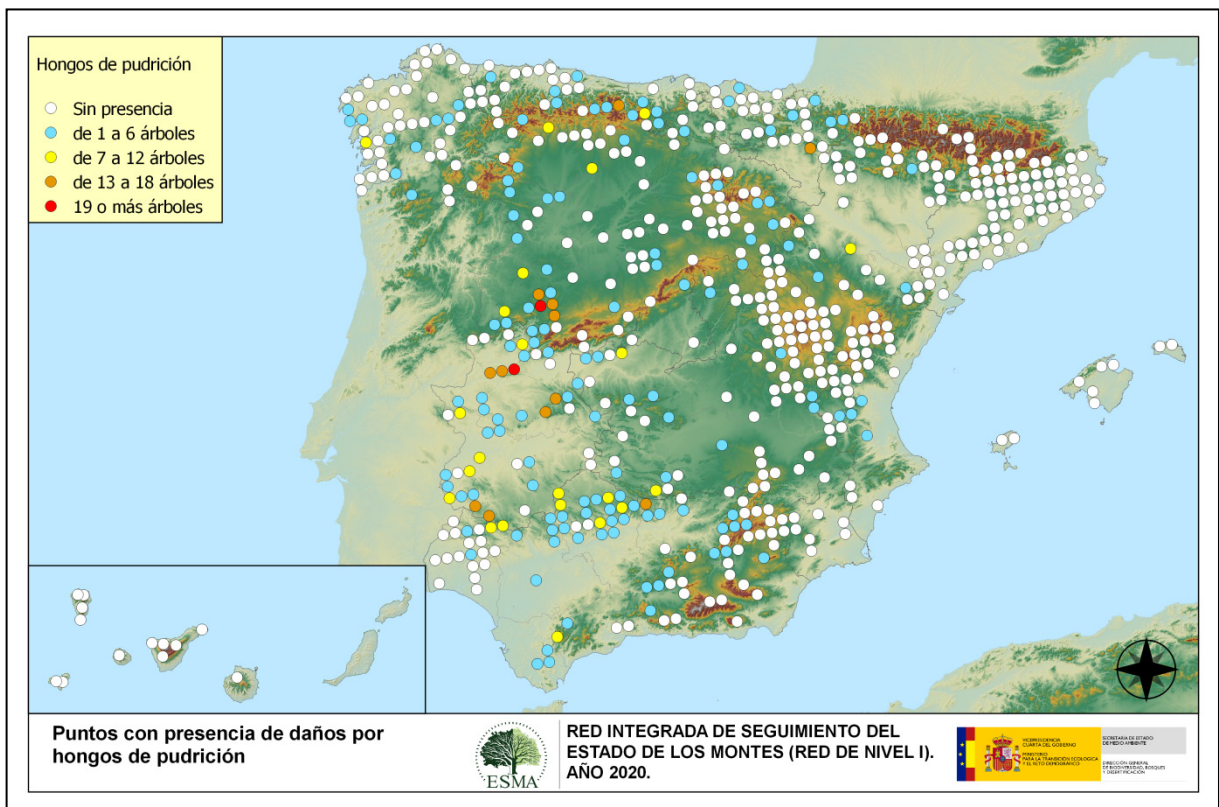 Hongos de pudrición
Sin presencia
de 1 a 6 árboles
de 7 a 12 árboles
de 13 a 18 árboles
19 o más árboles
Puntos con presencia de daños por
hongos de pudrición
ESMA
RED INTEGRADA DE SEGUIMIENTO DEL
ESTADO DE LOS MONTES (RED DE NIVEL I).
AÑO 2020.
VICEPRESIDENCIA
CUARTA DEL GOBIERNO
MINISTERIO
PARA LA TRANSICIÓN ECOLÓGICA
Y EL RETO DEMOGRÁFICO
SECRETARÍA DE ESTADO
DE MEDIO AMBIENTE
DIRECCIÓN GENERAL
DE BIODIVERSIDAD, BOSQUES
Y DESERTIFICACIÓN